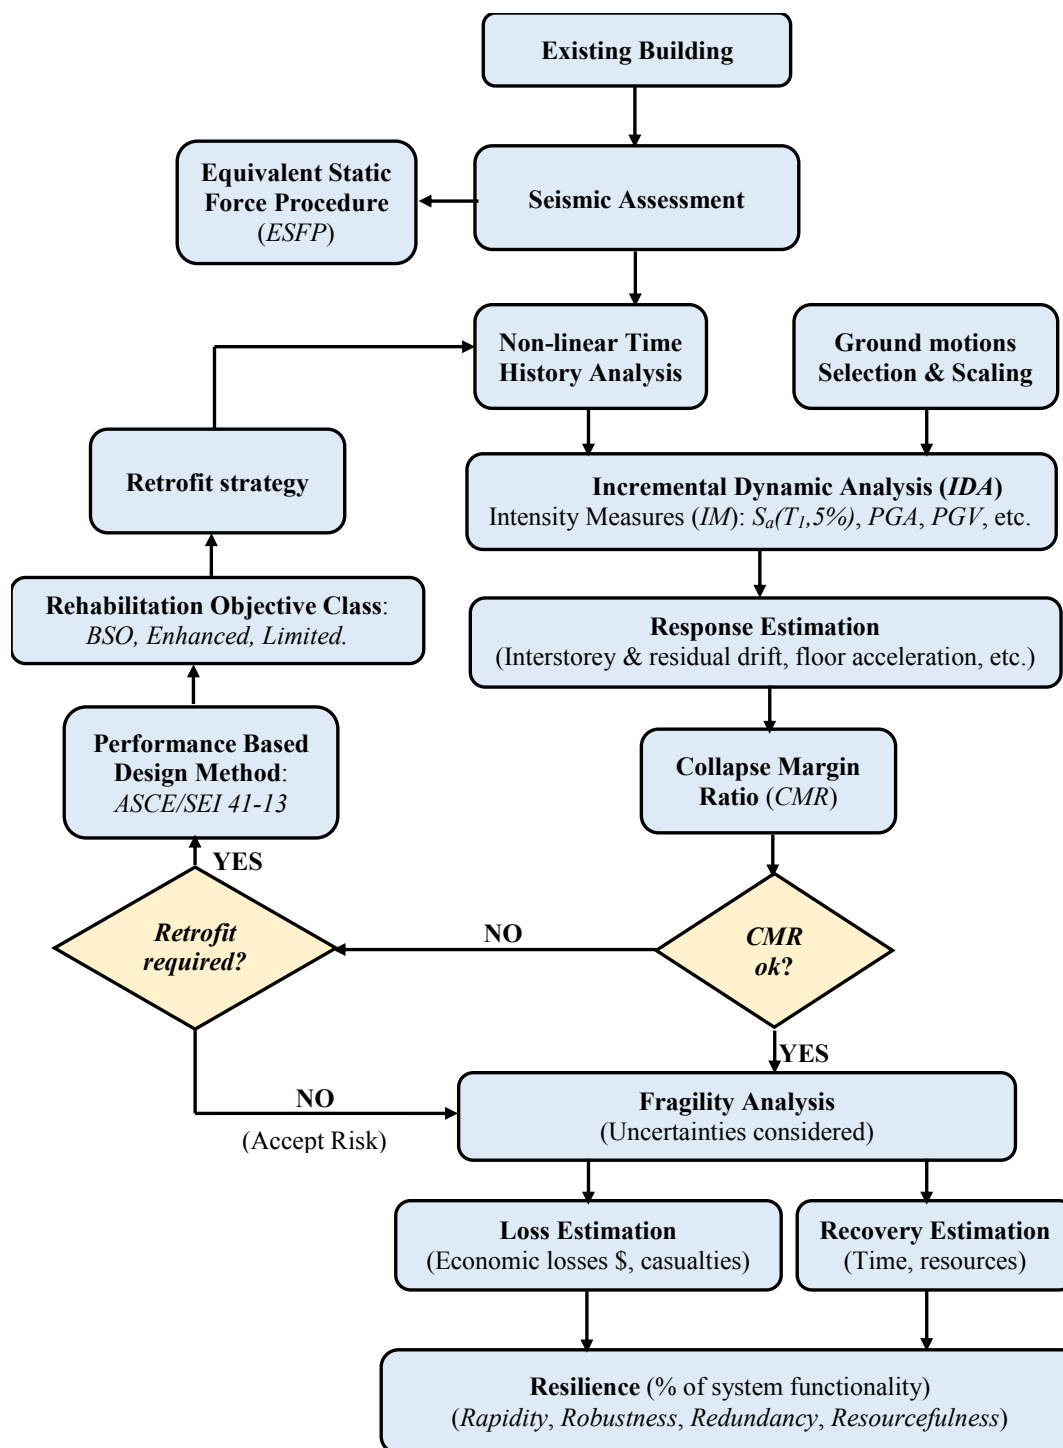 Existing Building
Equivalent Static
Force Procedure
(ESFP)
Seismic Assessment
Non-linear Time
History Analysis
Ground motions
Selection & Scaling
Retrofit strategy
Incremental Dynamic Analysis (IDA)
Intensity Measures (IM): Sa(T1,5%), PGA, PGV, etc.
Rehabilitation Objective Class:
BSO, Enhanced, Limited.
Response Estimation
(Interstorey & residual drift, floor acceleration, etc.)
Performance Based
Design Method:
ASCE/SEI 41-13
Collapse Margin
Ratio (CMR)
YES
Retrofit
required?
NO
CMR
ok?
YES
NO
(Accept Risk)
Fragility Analysis
(Uncertainties considered)
Loss Estimation
(Economic losses $, casualties)
Recovery Estimation
(Time, resources)
Resilience (% of system functionality)
(Rapidity, Robustness, Redundancy, Resourcefulness)